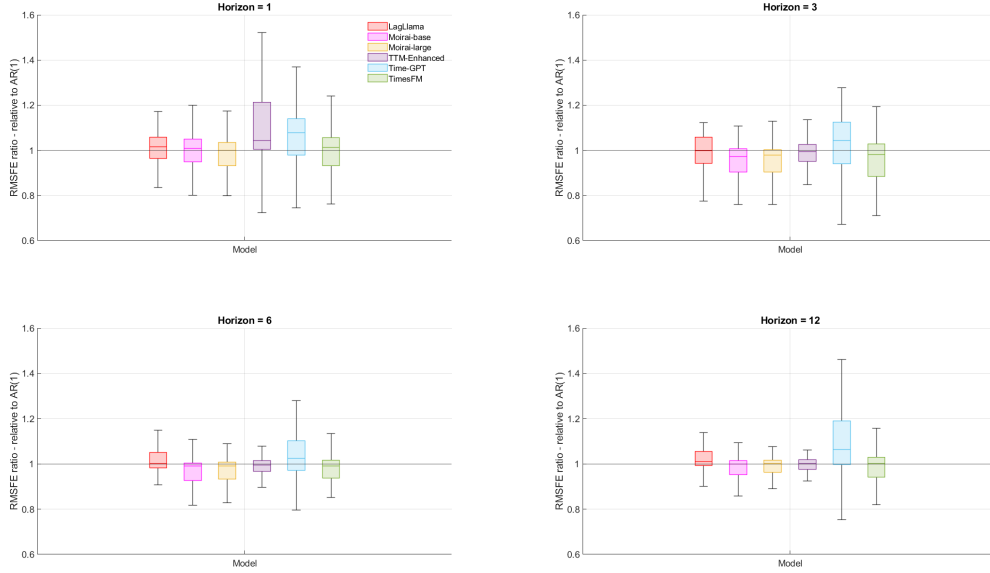 Horizon = 1
1.6
1.4
1.2
1
0.8
0.6
RMSFE ratio - relative to AR(1)
Model
LagLlama
Moirai-base
Moirai-large
TTM-Enhanced
Time-GPT
TimesFM
Horizon = 3
1.6
1.4
1.2
1
0.8
0.6
RMSFE ratio - relative to AR(1)
Model
Horizon = 6
1.6
1.4
1.2
1
0.8
0.6
RMSFE ratio - relative to AR(1)
Model
Horizon = 12
1.6
1.4
1.2
1
0.8
0.6
RMSFE ratio - relative to AR(1)
Model